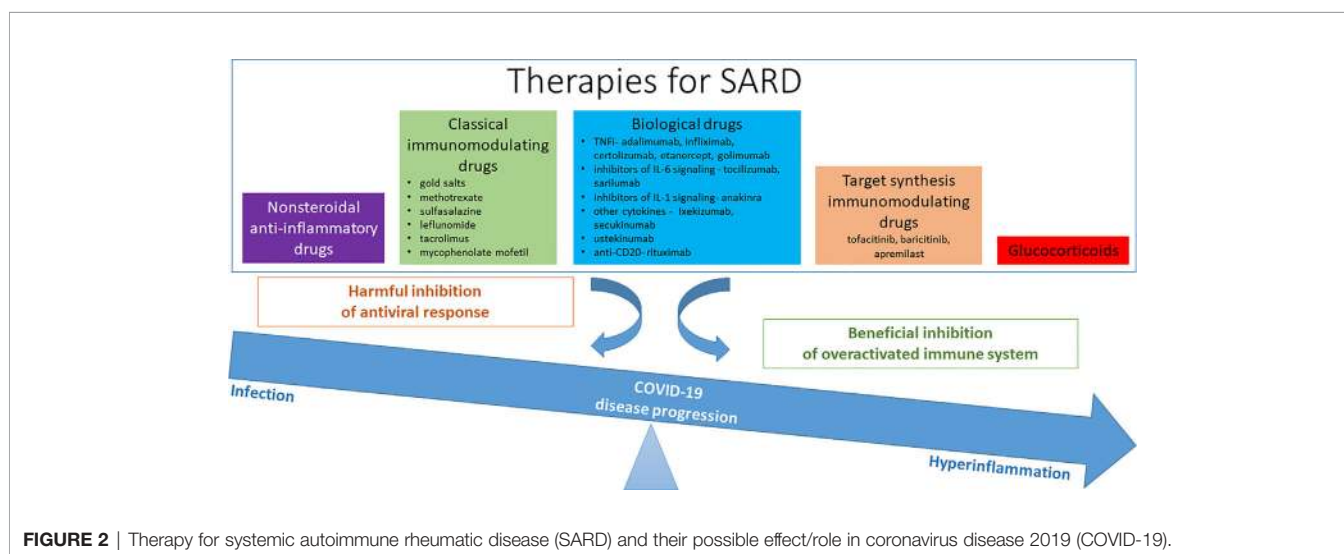 Therapies for SARD
Nonsteroidal
anti-inflammatory
drugs
Classical
immunomodulating
drugs
• gold salts
• methotrexate
• sulfasalazine
• leflunomide
• tacrolimus
• mycophenolate mofetil
Biological drugs
• TNFi- adalimumab, infliximab,
certolizumab, etanercept, golimumab
• inhibitors of IL-6 signaling - tocilizumab,
sarilumab
• inhibitors of IL-1 signaling- anakinra
• other cytokines - Ixekizumab,
secukinumab
• ustekinumab
• anti-CD20- rituximab
Target synthesis
immunomodulating
drugs
tofacitinib, baricitinib,
apremilast
Glucocorticoids
Harmful inhibition
of antiviral response
Beneficial inhibition
of overactivated immune system
Infection
COVID-19
disease progression
Hyperinflammation
FIGURE 2 | Therapy for systemic autoimmune rheumatic disease (SARD) and their possible effect/role in coronavirus disease 2019 (COVID-19).